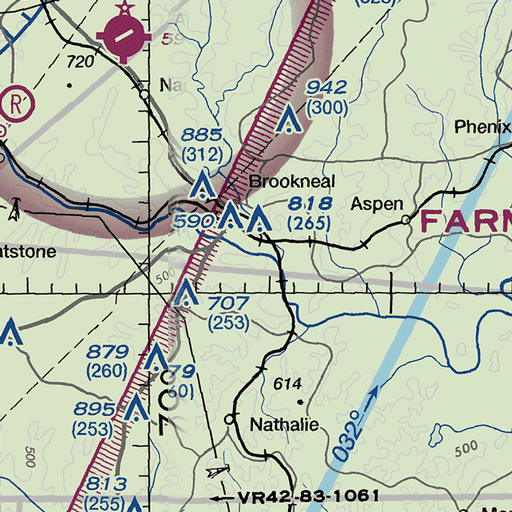 720
R
942
(300)
885
(312)
Phenix
Brookneal
590
818
(265)
Aspen
FARM
atstone
500
707
(253)
879
(260)
79
60)
895
(253)
614
Nathalie
032°
500
500
813
(255)
VR42-83-1061